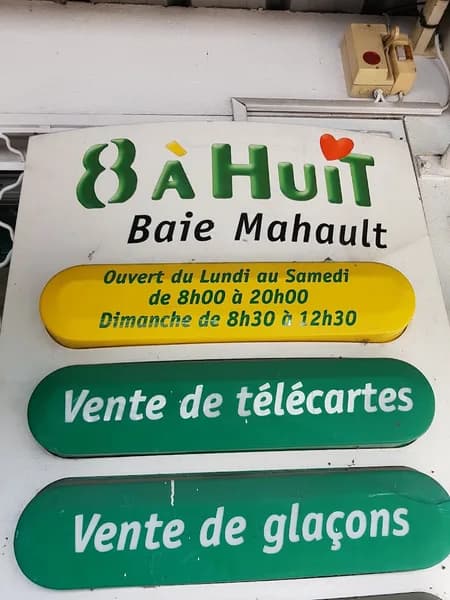 8 À HUIT
Baie Mahault
Ouvert du Lundi au Samedi
de 8h00 à 20h00
Dimanche de 8h30 à 12h30
Vente de télécartes
Vente de glaçons